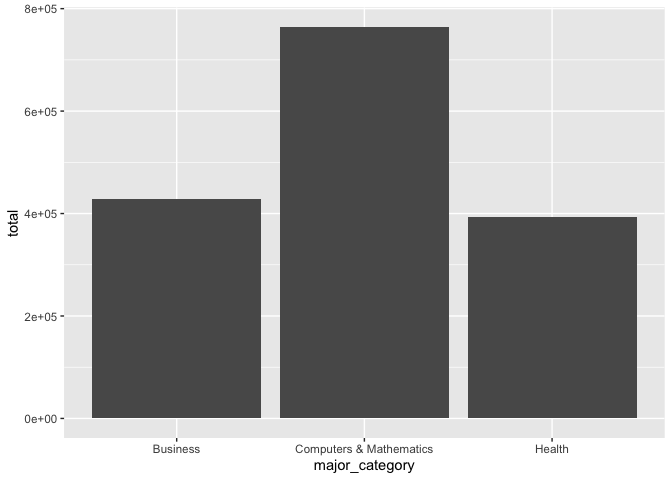 8e+05
6e+05
4e+05
2e+05
0e+00
total
Business
Computers & Mathematics
Health
major_category